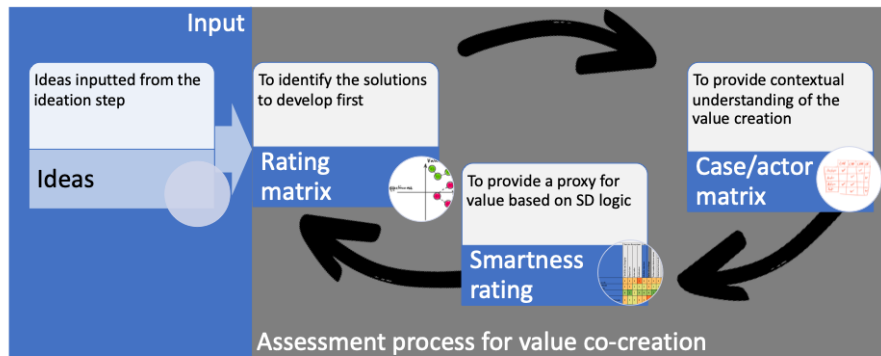 Input
Ideas inputted from the
ideation step
Ideas
To identify the solutions
to develop first
Rating
matrix
To provide a proxy for
value based on SD logic
Smartness
rating
To provide contextual
understanding of the
value creation
Case/actor
matrix
Assessment process for value co-creation